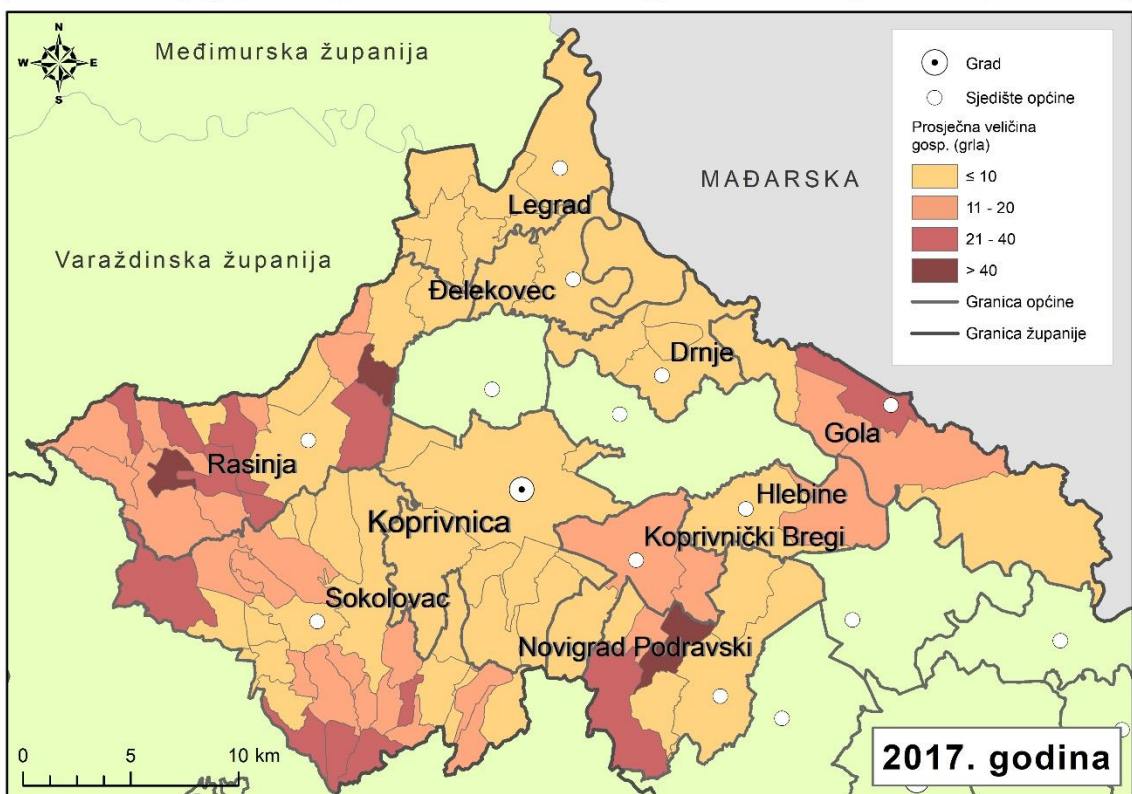 N
W E
S
Međimurska županija
Varaždinska županija
MAĐARSKA
Grad
Sjedište općine
Prosječna veličina
gosp. (grla)
≤ 10
11 - 20
21 - 40
> 40
Granica općine
Granica županije
Legrad
Đelekovec
Drnje
Gola
Rasinja
Hlebine
Koprivnica
Koprivnički Bregi
Sokolovac
Novigrad Podravski
0 5 10 km
2017. godina